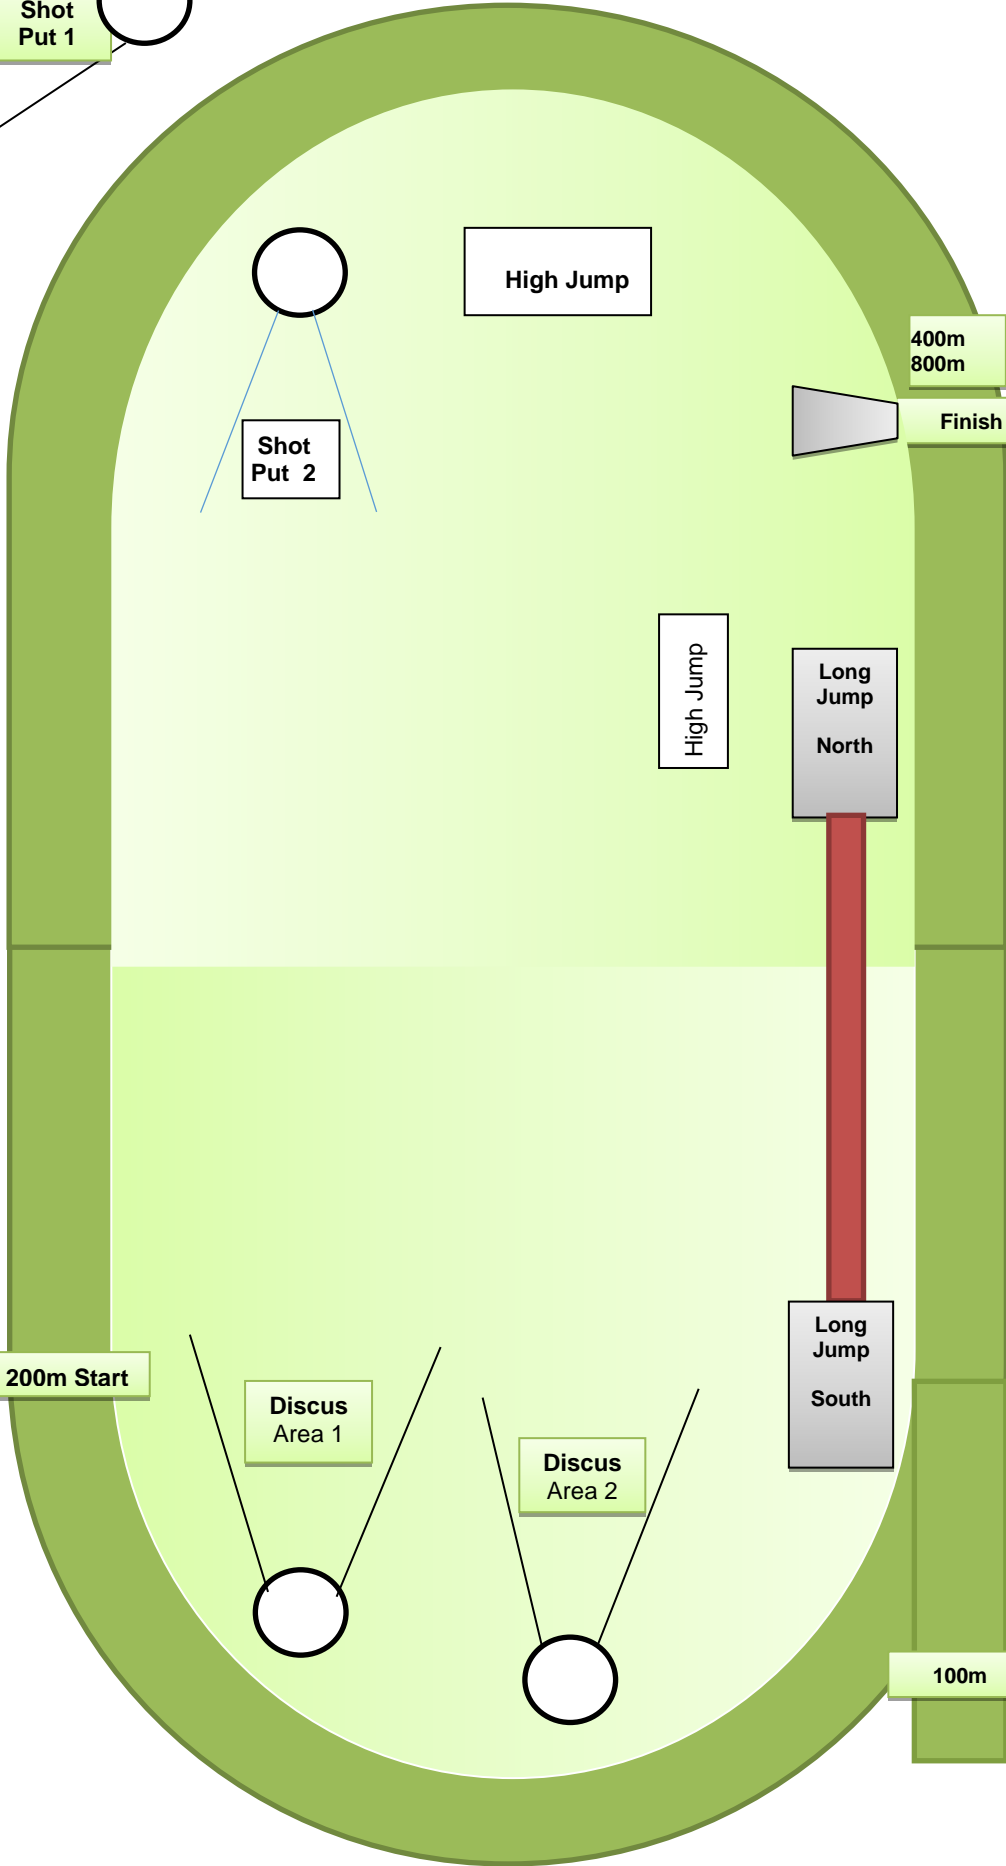 Shot
Put 1
High Jump
400m
800m
Finish
Shot
Put 2
High Jump
Long
Jump
North
Long
Jump
South
200m Start
Discus
Area 1
Discus
Area 2
100m